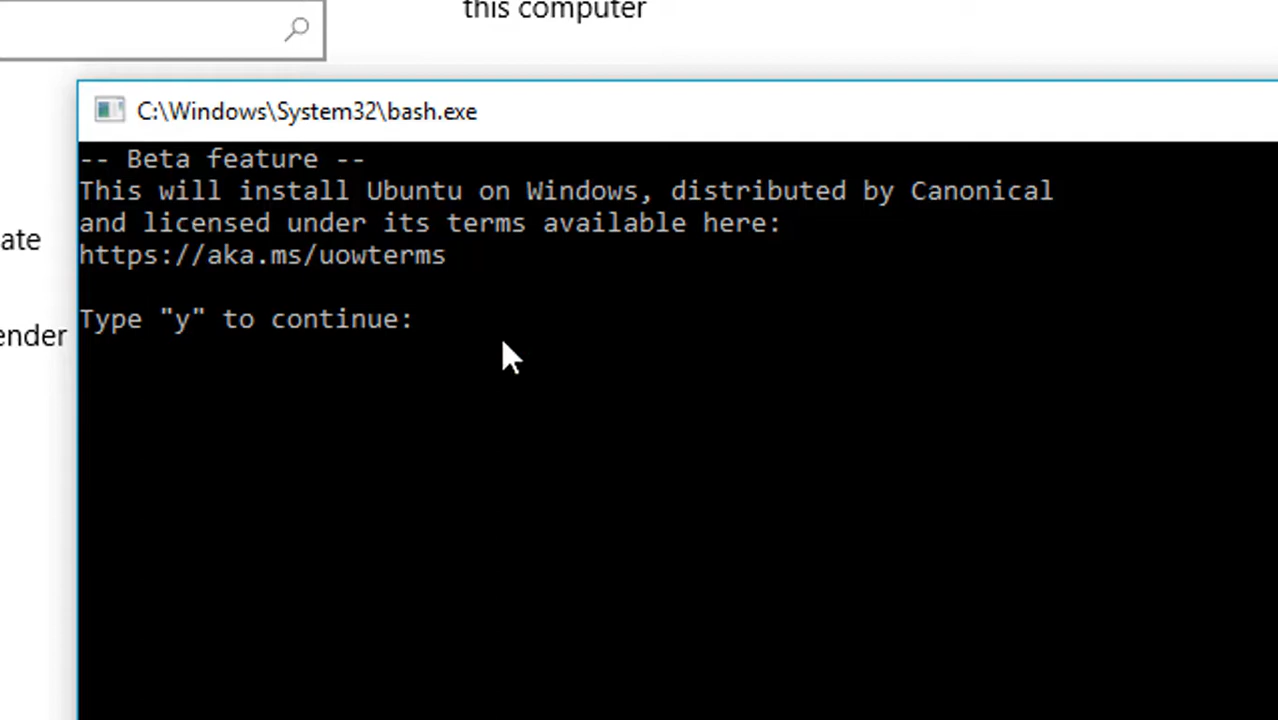 this computer
C:\Windows\System32\bash.exe
-- Beta feature --
This will install Ubuntu on Windows, distributed by Canonical
and licensed under its terms available here:
https://aka.ms/uowterms
ate
Type "y" to continue:
ender